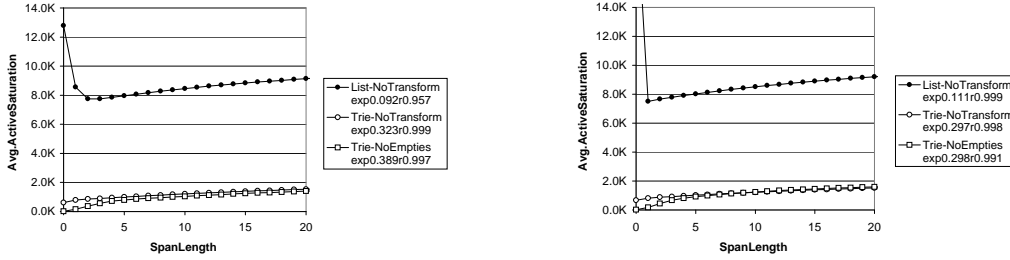 14.0K
12.0K
10.0K
8.0K
6.0K
4.0K
2.0K
0.0K
Avg.ActiveSaturation
0 5 10 15 20
SpanLength
List-NoTransform
exp0.092r0.957
Trie-NoTransform
exp0.323r0.999
Trie-NoEmpties
exp0.389r0.997
14.0K
12.0K
10.0K
8.0K
6.0K
4.0K
2.0K
0.0K
Avg.ActiveSaturation
0 5 10 15 20
SpanLength
List-NoTransform
exp0.111r0.999
Trie-NoTransform
exp0.297r0.998
Trie-NoEmpties
exp0.298r0.991